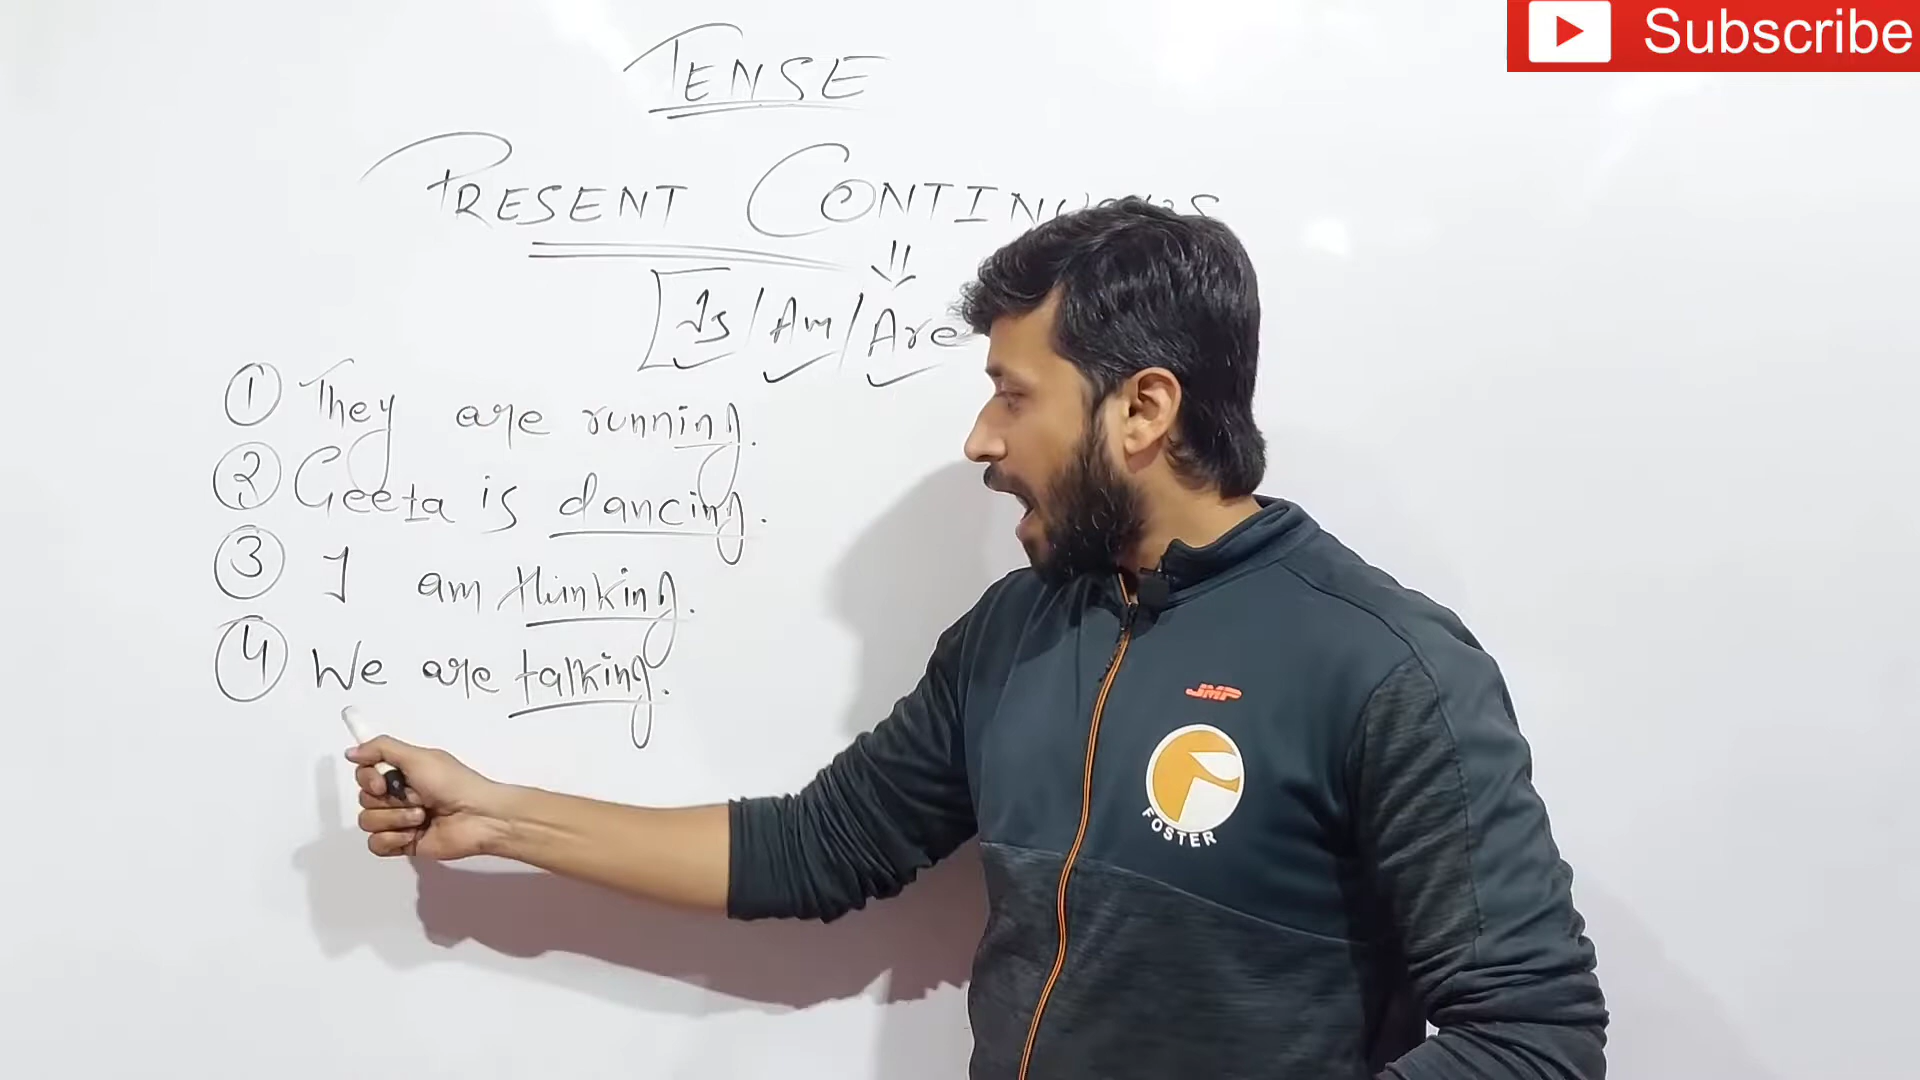 Subscribe
TENSE
PRESENT CONTINUOUS
Is / Am / Are
① They are running.
② Geeta is dancing.
③ I am thinking.
④ We are talking.
JMP
FOSTER